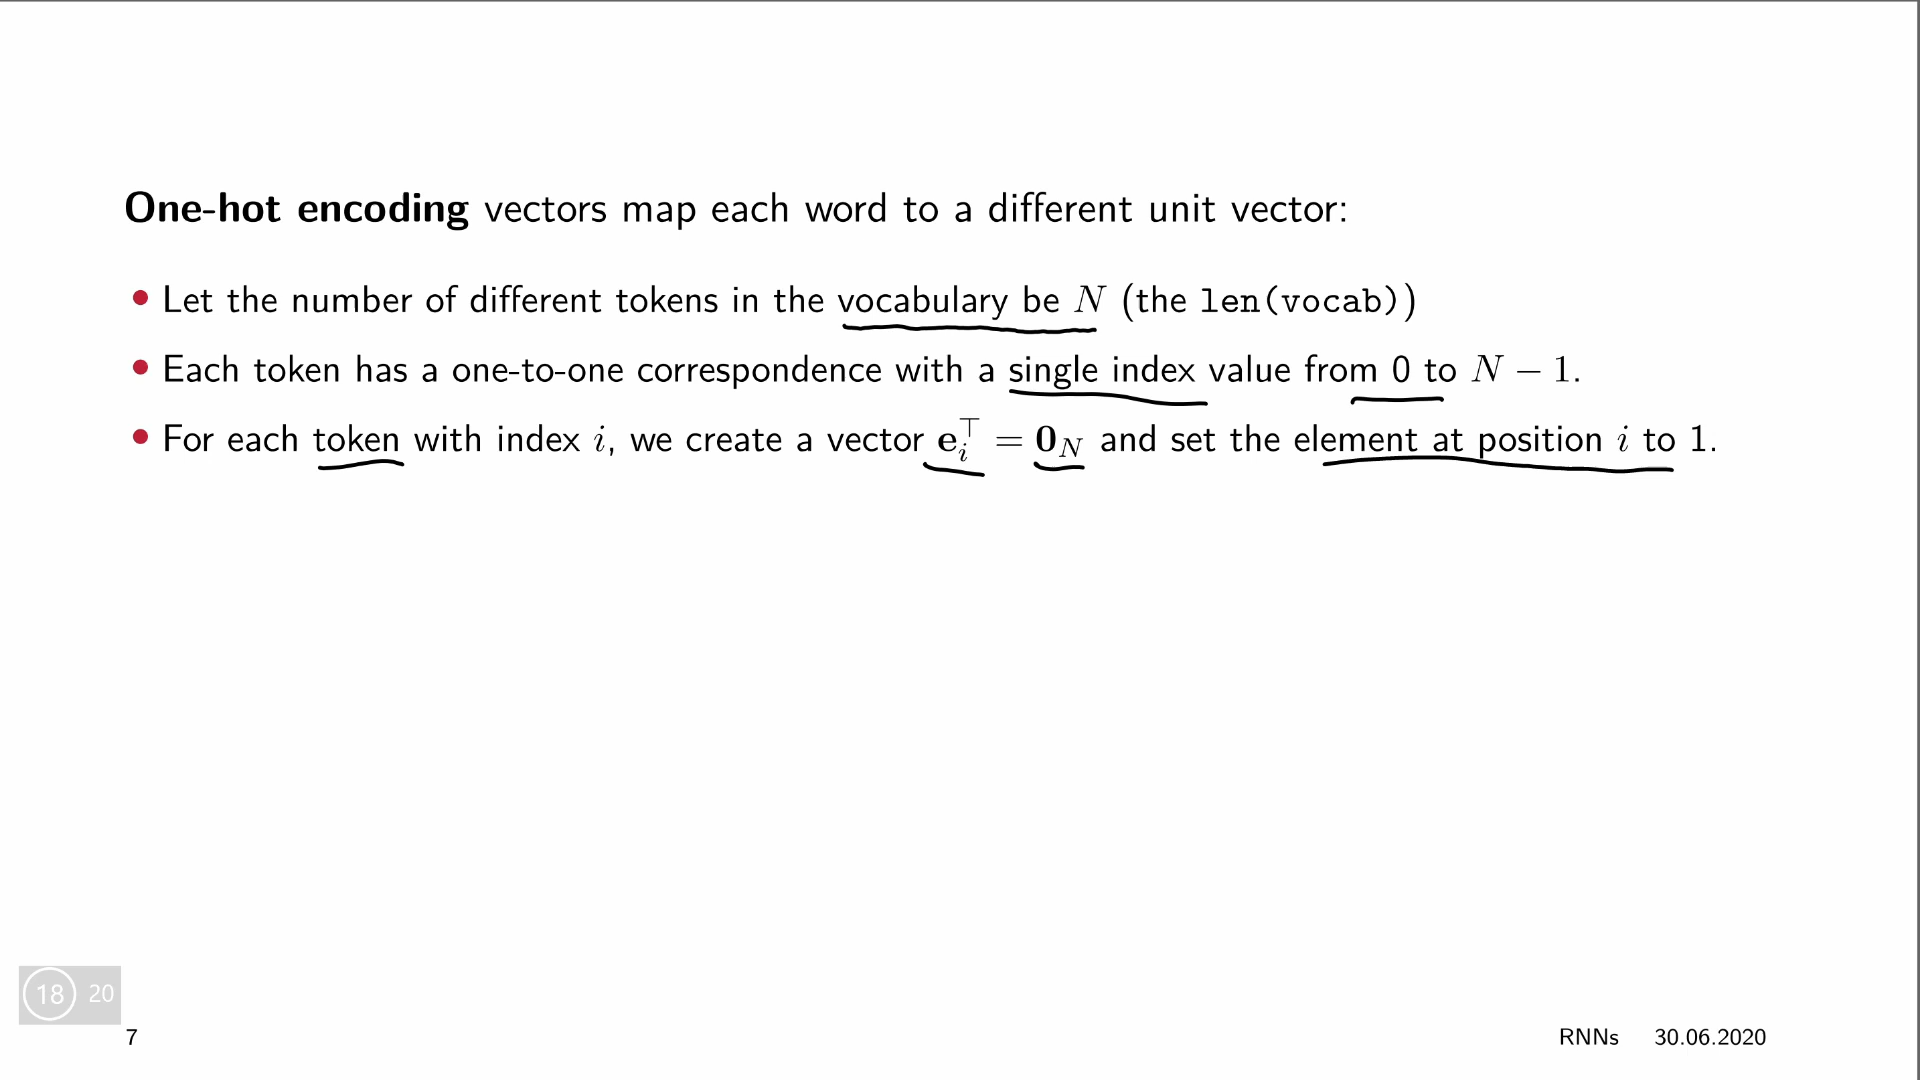 One-hot encoding vectors map each word to a different unit vector:
• Let the number of different tokens in the vocabulary be N (the len(vocab))
• Each token has a one-to-one correspondence with a single index value from 0 to N − 1.
• For each token with index i, we create a vector eᵢ⊤ = 0_N and set the element at position i to 1.
18 20
7
RNNs 30.06.2020